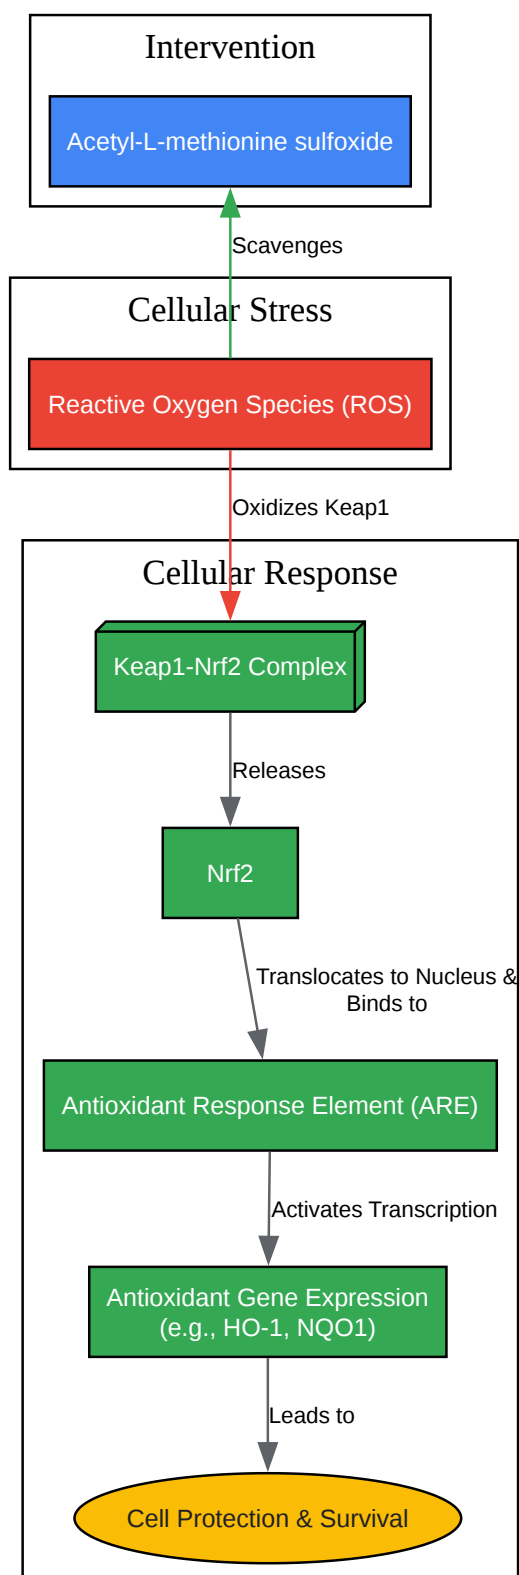 Intervention
Acetyl-L-methionine sulfoxide
Scavenges
Cellular Stress
Reactive Oxygen Species (ROS)
Oxidizes Keap1
Cellular Response
Keap1-Nrf2 Complex
Releases
Nrf2
Translocates to Nucleus &
Binds to
Antioxidant Response Element (ARE)
Activates Transcription
Antioxidant Gene Expression
(e.g., HO-1, NQO1)
Leads to
Cell Protection & Survival